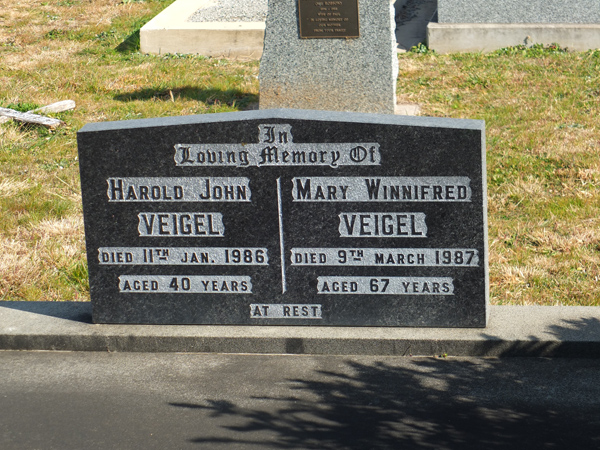 In
Loving Memory Of
HAROLD JOHN
VEIGEL
DIED 11TH JAN. 1986
AGED 40 YEARS
MARY WINNIFRED
VEIGEL
DIED 9TH MARCH 1987
AGED 67 YEARS
AT REST